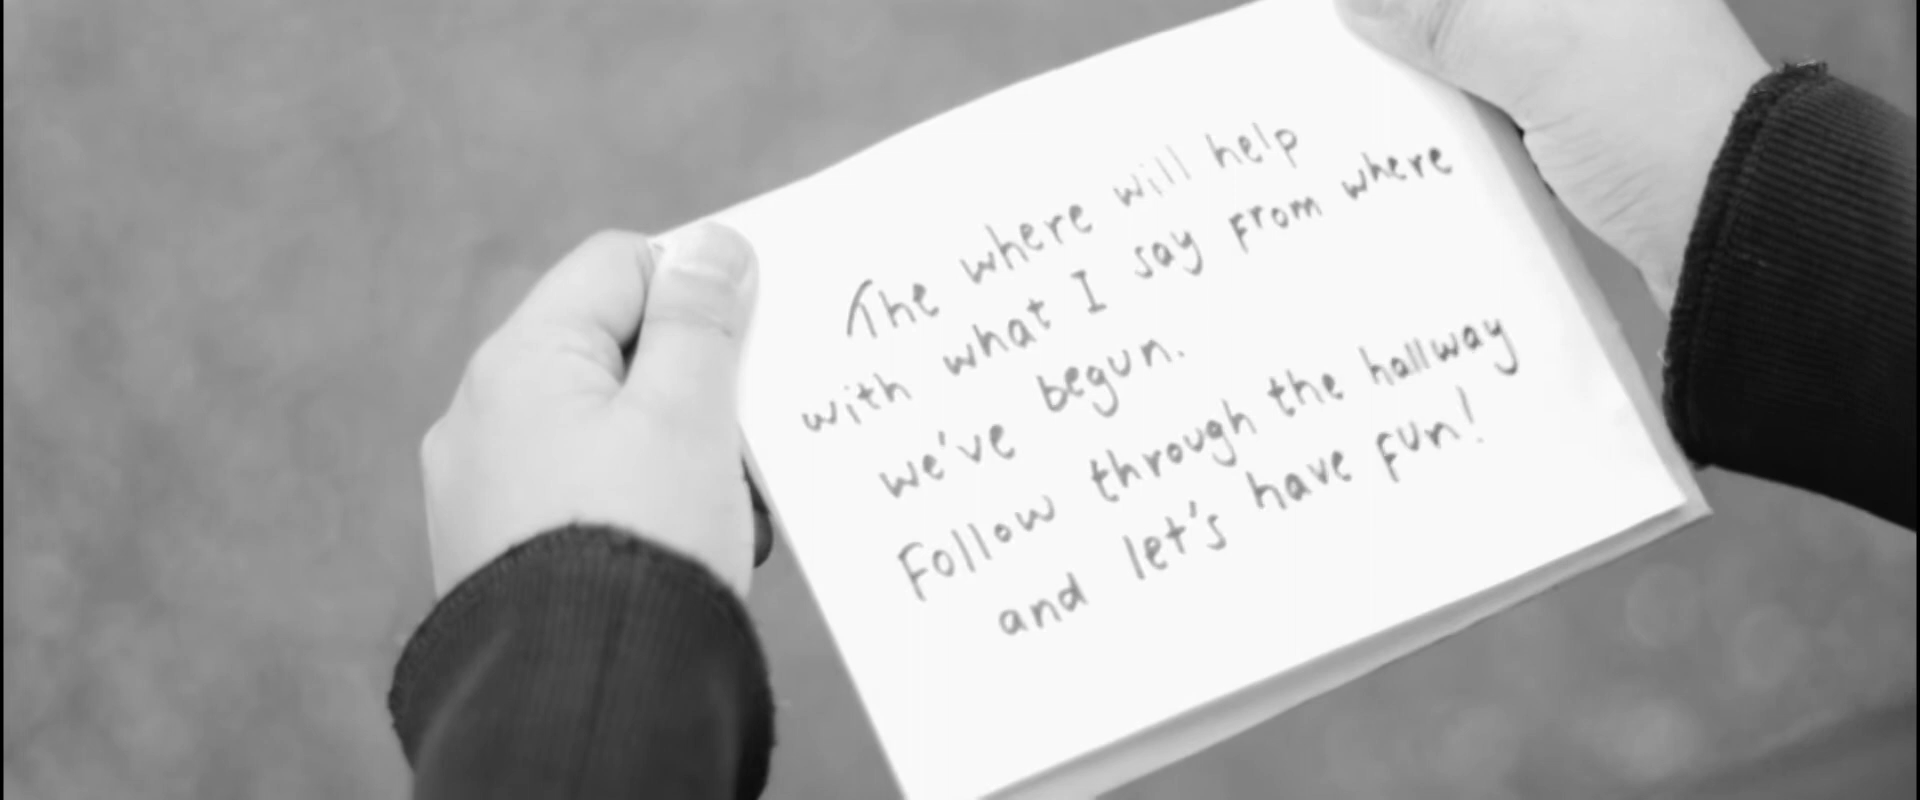 The where will help
with what I say from where
we've begun.
Follow through the hallway
and let's have fun!